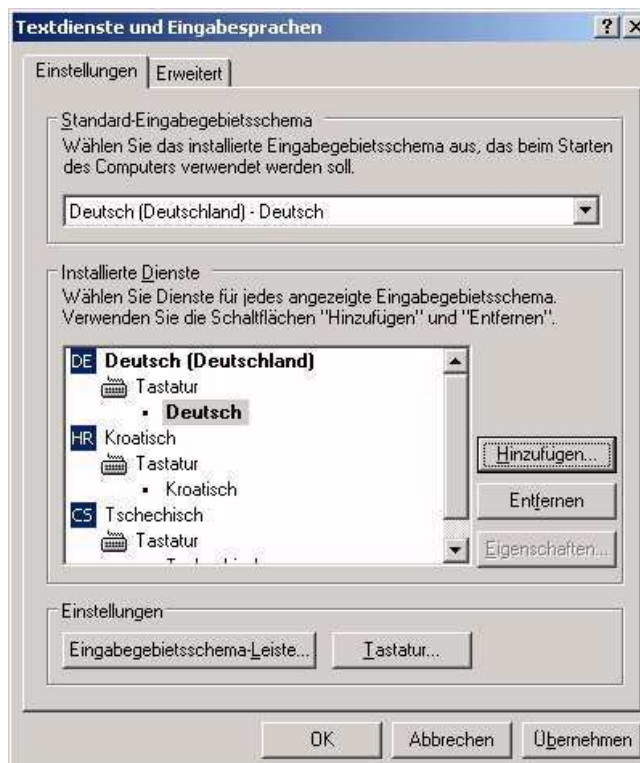 Textdienste und Eingabesprachen
Einstellungen
Erweitert
Standard-Eingabegebietsschema
Wählen Sie das installierte Eingabegebietsschema aus, das beim Starten
des Computers verwendet werden soll.
Deutsch (Deutschland) - Deutsch
Installierte Dienste
Wählen Sie Dienste für jedes angezeigte Eingabegebietsschema.
Verwenden Sie die Schaltflächen "Hinzufügen" und "Entfernen".
DE Deutsch (Deutschland)
Tastatur
Deutsch
HR Kroatisch
Tastatur
Kroatisch
CS Tschechisch
Tastatur
Hinzufügen...
Entfernen
Eigenschaften...
Einstellungen
Eingabegebietsschema-Leiste...
Tastatur...
OK
Abbrechen
Übernehmen